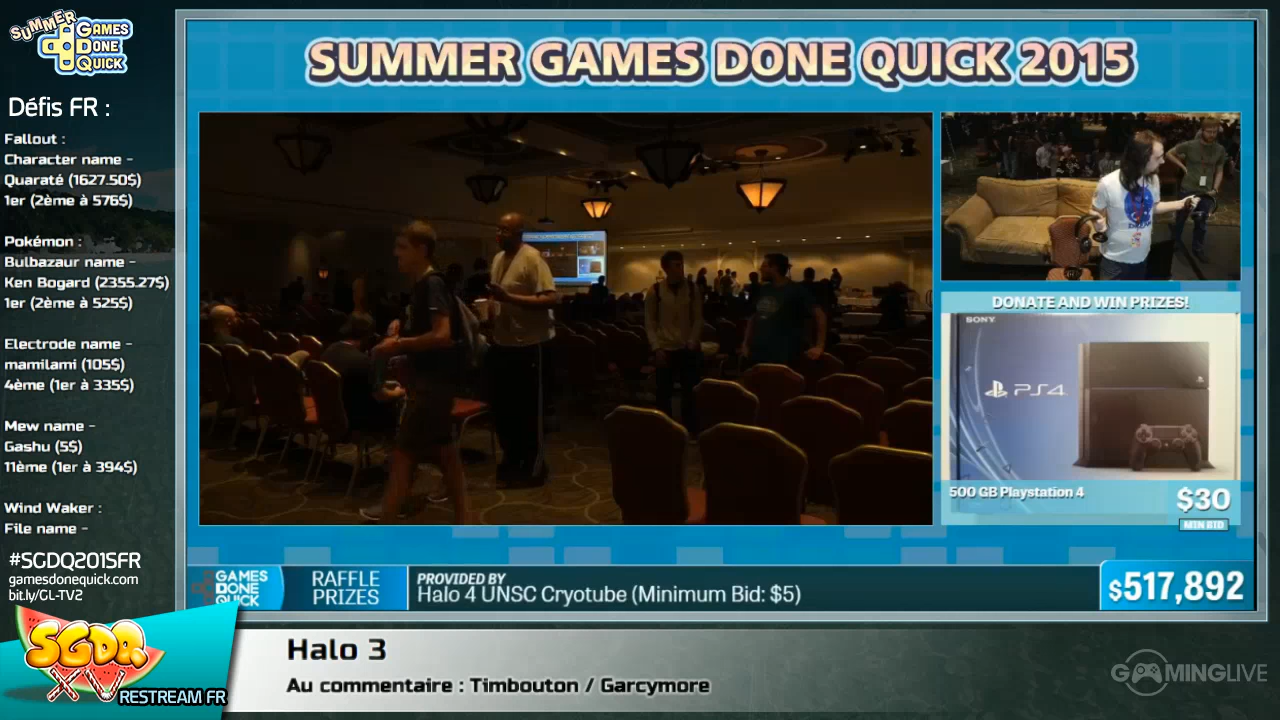 SUMMER
GAMES
DONE
QUICK
Défis FR :
Fallout :
Character name -
Quaraté (1627.50$)
1er (2ème à 576$)
Pokémon :
Bulbazaur name -
Ken Bogard (2355.27$)
1er (2ème à 525$)
Electrode name -
mamilami (105$)
4ème (1er à 335$)
Mew name -
Gashu (5$)
11ème (1er à 394$)
Wind Waker :
File name -
#SGDQ2015FR
gamesdonequick.com
bit.ly/GL-TV2
SGDQ
XV
RESTREAM FR
SUMMER GAMES DONE QUICK 2015
DONATE AND WIN PRIZES!
SONY
PS4
500 GB Playstation 4
$30
MIN BID
GAMES
DONE
QUICK
RAFFLE
PRIZES
PROVIDED BY
Halo 4 UNSC Cryotube (Minimum Bid: $5)
$517,892
Halo 3
Au commentaire : Timbouton / Garcymore
GAMINGLIVE